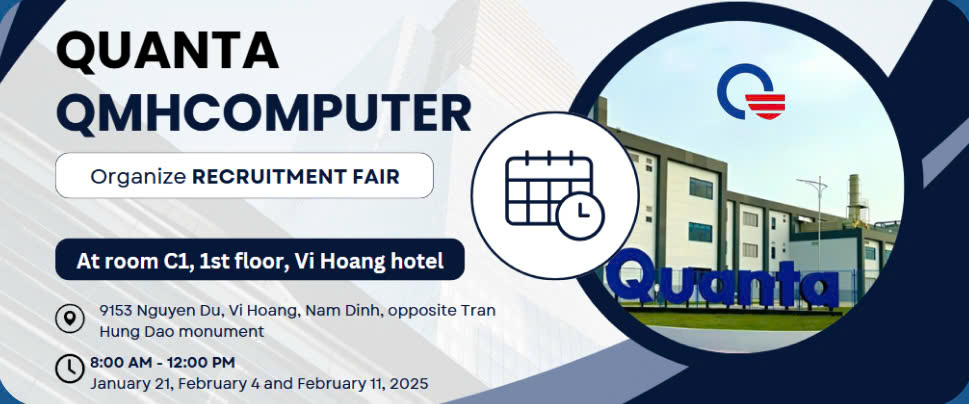 QUANTA
QMHCOMPUTER
Organize RECRUITMENT FAIR
At room C1, 1st floor, Vi Hoang hotel
9153 Nguyen Du, Vi Hoang, Nam Dinh, opposite Tran
Hung Dao monument
8:00 AM - 12:00 PM
January 21, February 4 and February 11, 2025
Quanta